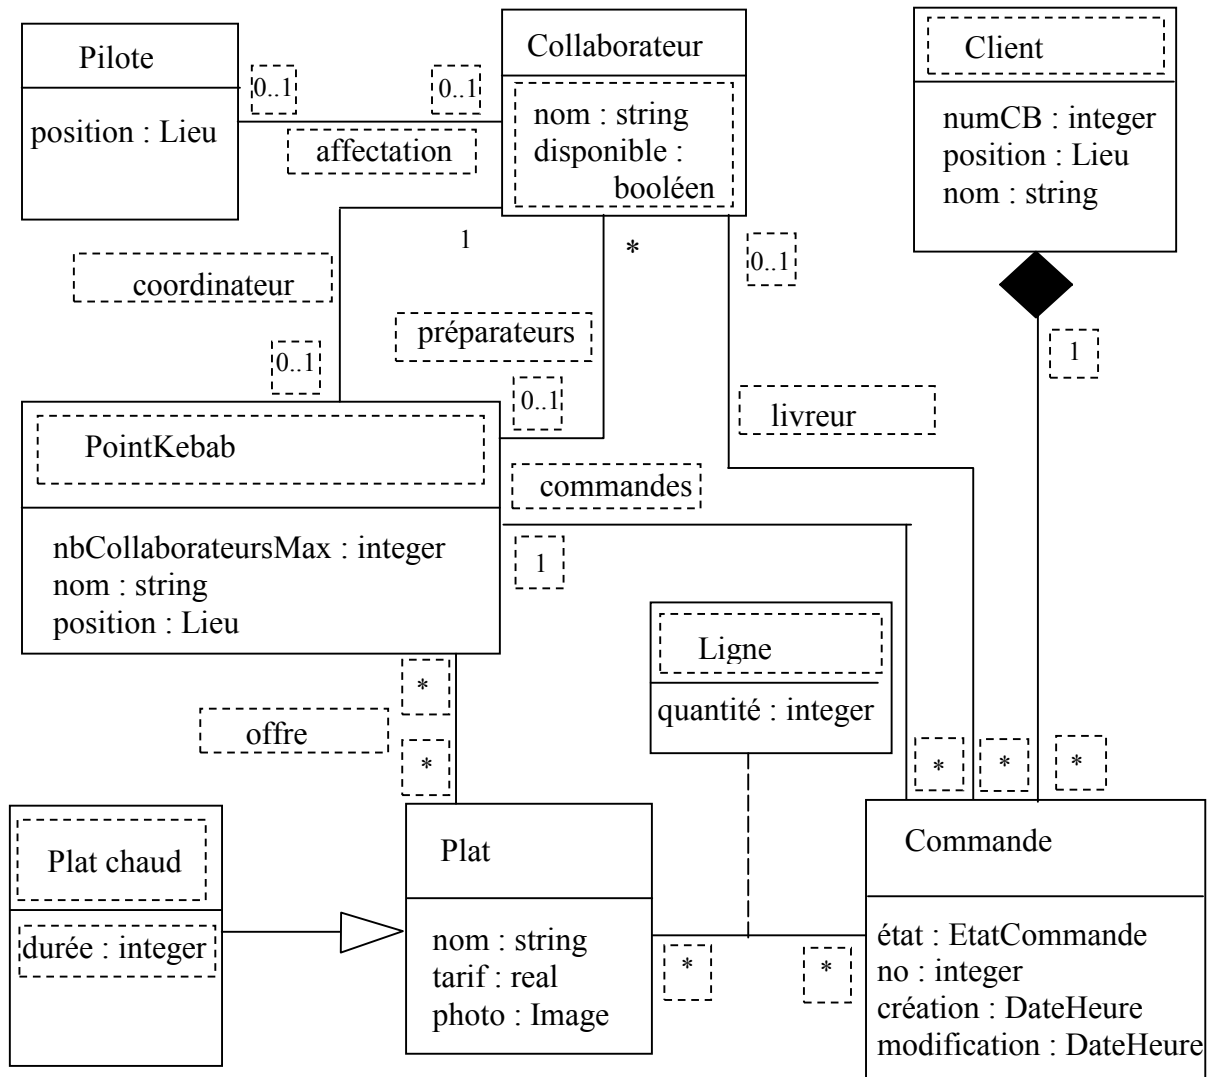 Pilote
position : Lieu
0..1
0..1
affectation
Collaborateur
nom : string
disponible :
booléen
Client
numCB : integer
position : Lieu
nom : string
1
*
0..1
coordinateur
préparateurs
0..1
0..1
livreur
1
PointKebab
nbCollaborateursMax : integer
nom : string
position : Lieu
commandes
1
Ligne
quantité : integer
*
offre
*
*
*
*
Plat chaud
durée : integer
Plat
nom : string
tarif : real
photo : Image
*
*
Commande
état : EtatCommande
no : integer
création : DateHeure
modification : DateHeure